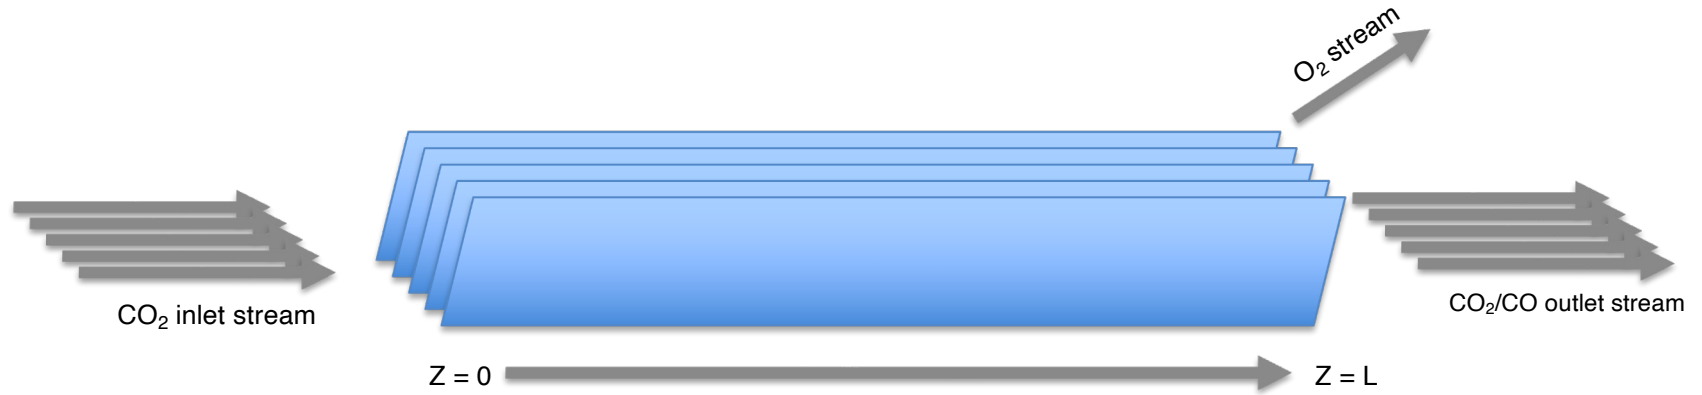 O₂ stream
CO₂ inlet stream
CO₂/CO outlet stream
Z = 0
Z = L